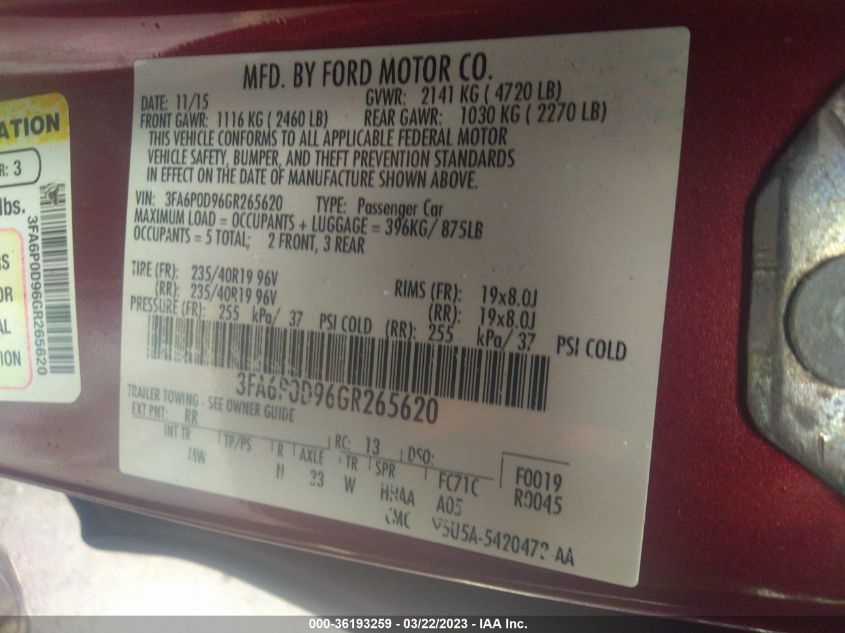 MFD. BY FORD MOTOR CO.
DATE: 11/15 GVWR: 2141 KG ( 4720 LB)
FRONT GAWR: 1116 KG ( 2460 LB) REAR GAWR: 1030 KG ( 2270 LB)
THIS VEHICLE CONFORMS TO ALL APPLICABLE FEDERAL MOTOR
VEHICLE SAFETY, BUMPER, AND THEFT PREVENTION STANDARDS
IN EFFECT ON THE DATE OF MANUFACTURE SHOWN ABOVE.
VIN: 3FA6P0D96GR265620 TYPE: Passenger Car
MAXIMUM LOAD = OCCUPANTS + LUGGAGE = 396KG/ 875LB
OCCUPANTS = 5 TOTAL; 2 FRONT, 3 REAR
TIRE (FR): 235/40R19 96V RIMS (FR): 19x8.0J
(RR): 235/40R19 96V (RR): 19x8.0J
PRESSURE (FR): 255 kPa/ 37 PSI COLD (RR): 255 kPa/ 37 PSI COLD
3FA6P0D96GR265620
TRAILER TOWING - SEE OWNER GUIDE
EXT PNT: RR RC: 13 DSO:
INT TR TP/PS R AXLE TR SPR FC71C F0019
W HH4A A05 R0045
CMC
ATION
R: 3
lbs.
RS
OR
AL
ION
3FA6P0D96GR265620
000-36193259 - 03/22/2023 - IAA Inc.